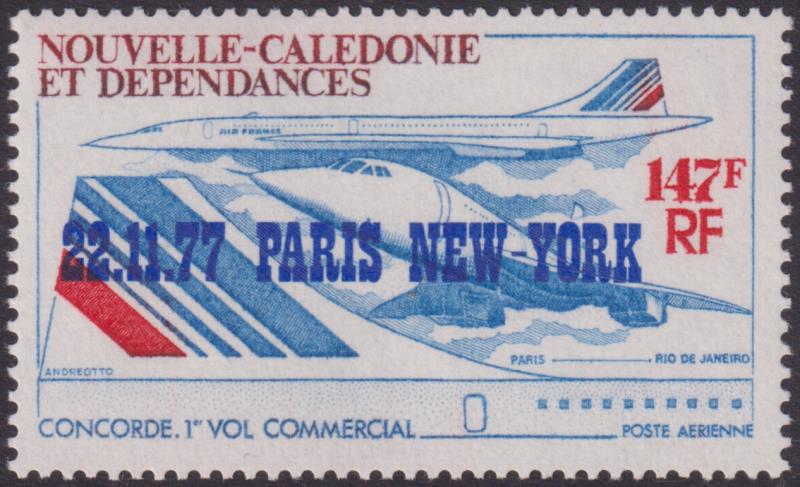 NOUVELLE-CALEDONIE
ET DEPENDANCES
AIR FRANCE
147F
RF
22.11.77 PARIS NEW-YORK
PARIS RIO DE JANEIRO
ANDREOTTO
CONCORDE. 1er VOL COMMERCIAL
POSTE AERIENNE